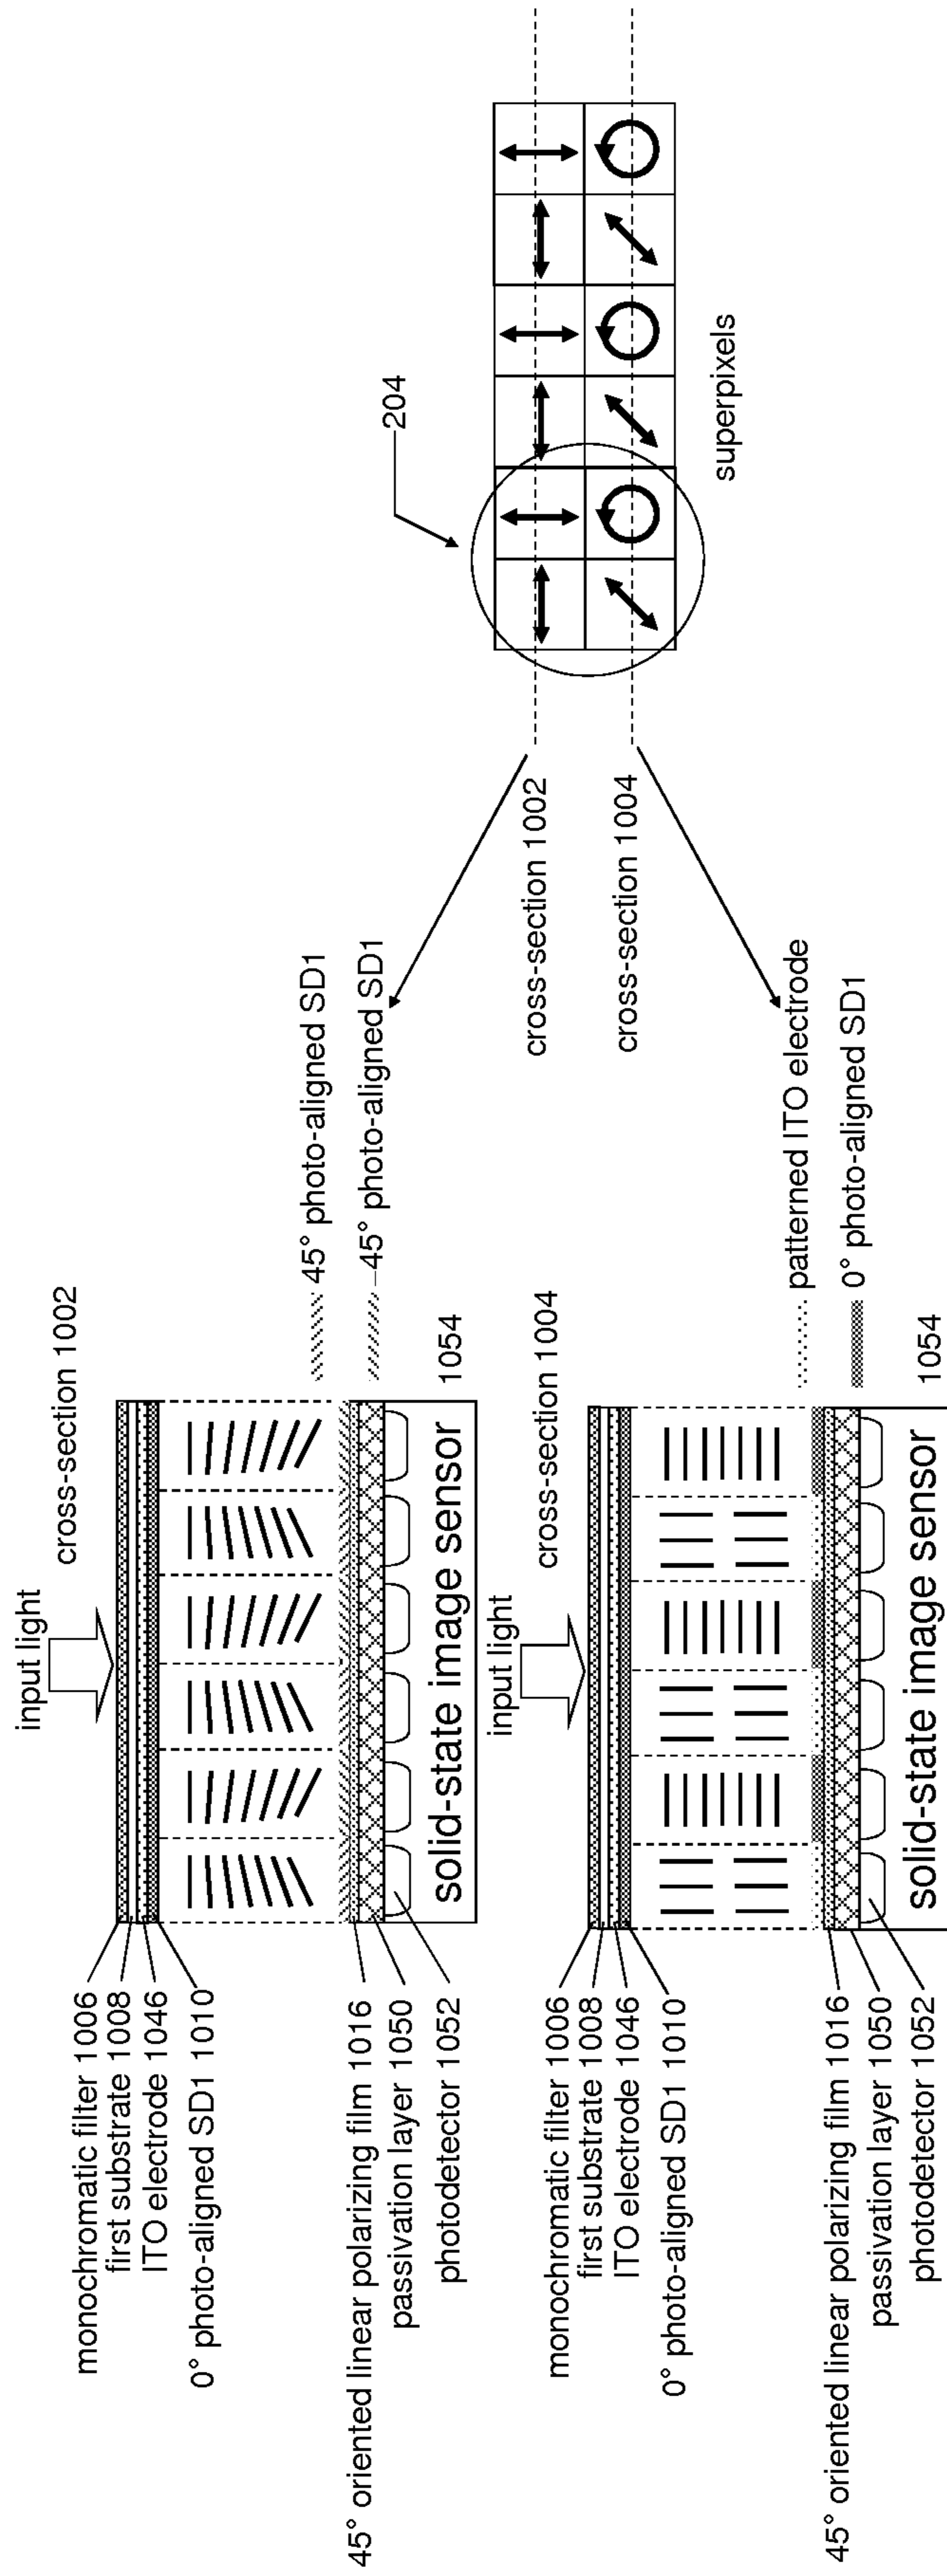 input light
cross-section 1002
monochromatic filter 1006
first substrate 1008
ITO electrode 1046
0° photo-aligned SD1 1010
45° photo-aligned SD1
45° photo-aligned SD1
45° oriented linear polarizing film 1016
passivation layer 1050
photodetector 1052
solid-state image sensor
1054
input light
cross-section 1004
monochromatic filter 1006
first substrate 1008
ITO electrode 1046
0° photo-aligned SD1 1010
patterned ITO electrode
0° photo-aligned SD1
45° oriented linear polarizing film 1016
passivation layer 1050
photodetector 1052
solid-state image sensor
1054
204
cross-section 1002
cross-section 1004
superpixels